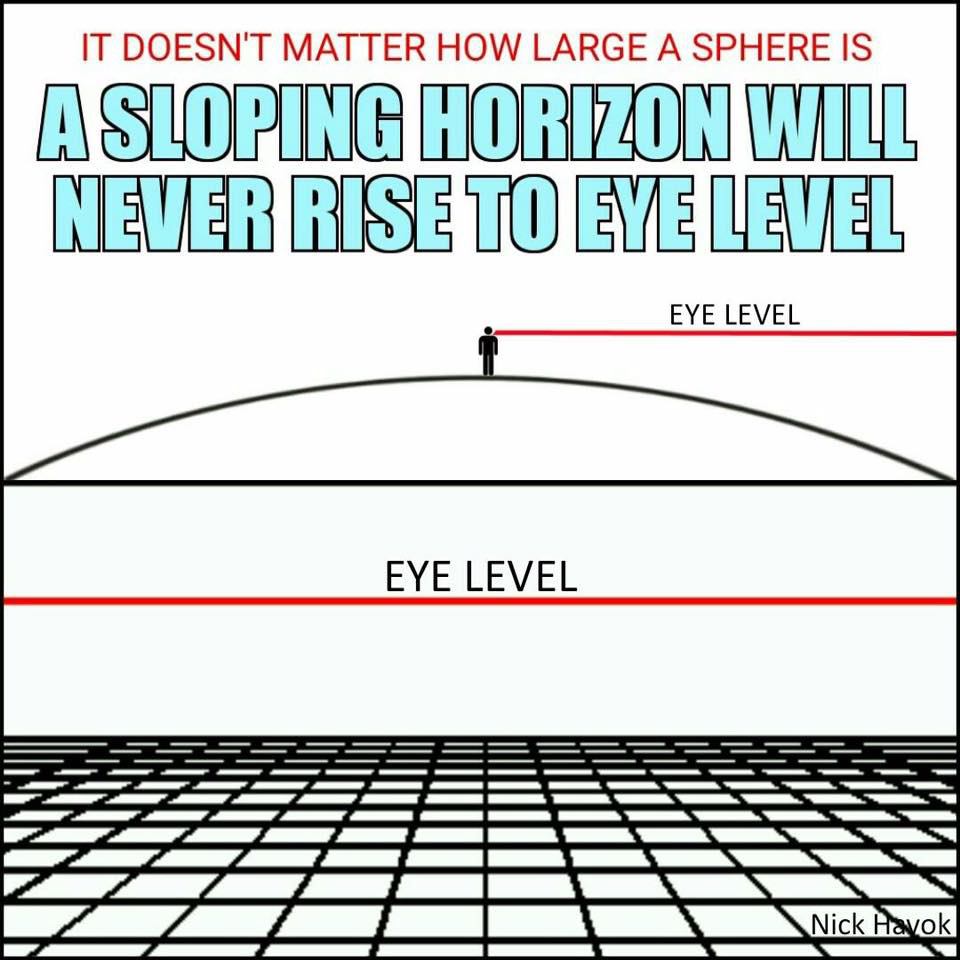 IT DOESN'T MATTER HOW LARGE A SPHERE IS
A SLOPING HORIZON WILL
NEVER RISE TO EYE LEVEL
EYE LEVEL
EYE LEVEL
Nick Havok